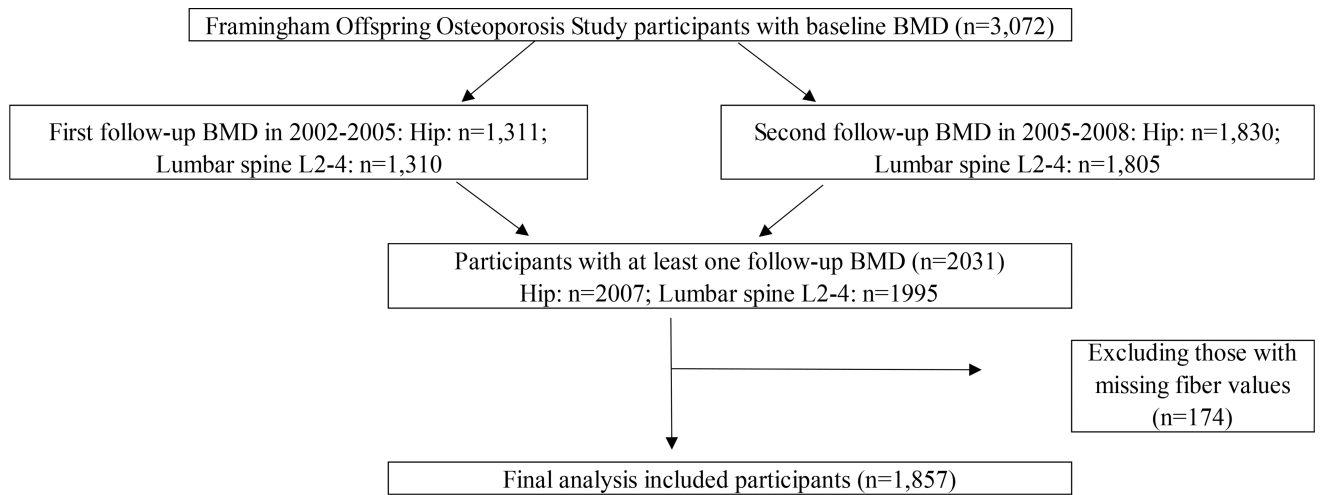 Framingham Offspring Osteoporosis Study participants with baseline BMD (n=3,072)
First follow-up BMD in 2002-2005: Hip: n=1,311;
Lumbar spine L2-4: n=1,310
Second follow-up BMD in 2005-2008: Hip: n=1,830;
Lumbar spine L2-4: n=1,805
Participants with at least one follow-up BMD (n=2031)
Hip: n=2007; Lumbar spine L2-4: n=1995
Excluding those with
missing fiber values
(n=174)
Final analysis included participants (n=1,857)